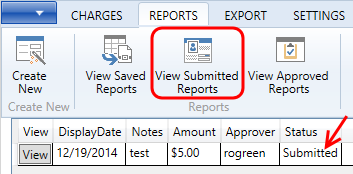 CHARGES REPORTS EXPORT SETTINGS
Create New View Saved Reports View Submitted Reports View Approved Reports
Create New Reports
View DisplayDate Notes Amount Approver Status
View 12/19/2014 test $5.00 rogreen Submitted